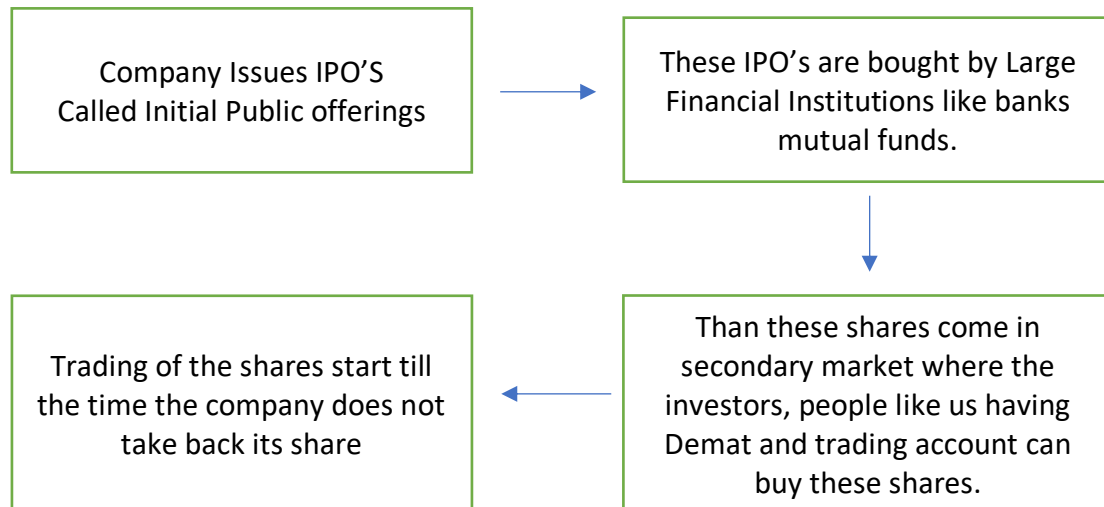 Company Issues IPO’S
Called Initial Public offerings
These IPO’s are bought by Large
Financial Institutions like banks
mutual funds.
Than these shares come in
secondary market where the
investors, people like us having
Demat and trading account can
buy these shares.
Trading of the shares start till
the time the company does not
take back its share